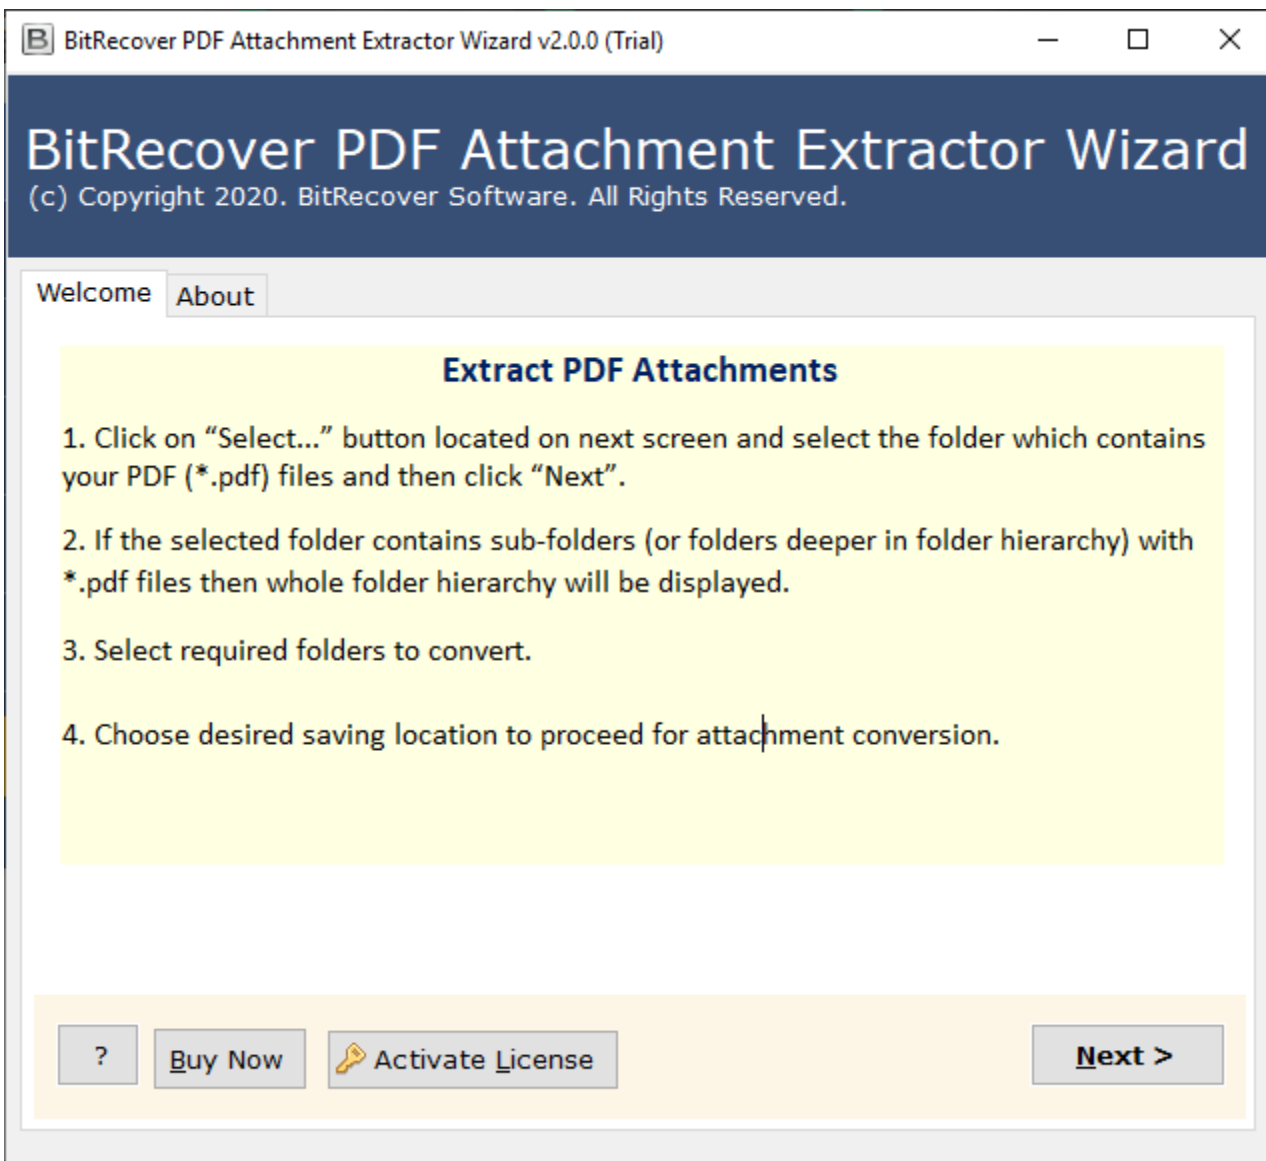 BitRecover PDF Attachment Extractor Wizard v2.0.0 (Trial)
BitRecover PDF Attachment Extractor Wizard
(c) Copyright 2020. BitRecover Software. All Rights Reserved.
Welcome
About
Extract PDF Attachments
1. Click on “Select...” button located on next screen and select the folder which contains
your PDF (*.pdf) files and then click “Next”.
2. If the selected folder contains sub-folders (or folders deeper in folder hierarchy) with
*.pdf files then whole folder hierarchy will be displayed.
3. Select required folders to convert.
4. Choose desired saving location to proceed for attachment conversion.
?
Buy Now
Activate License
Next >